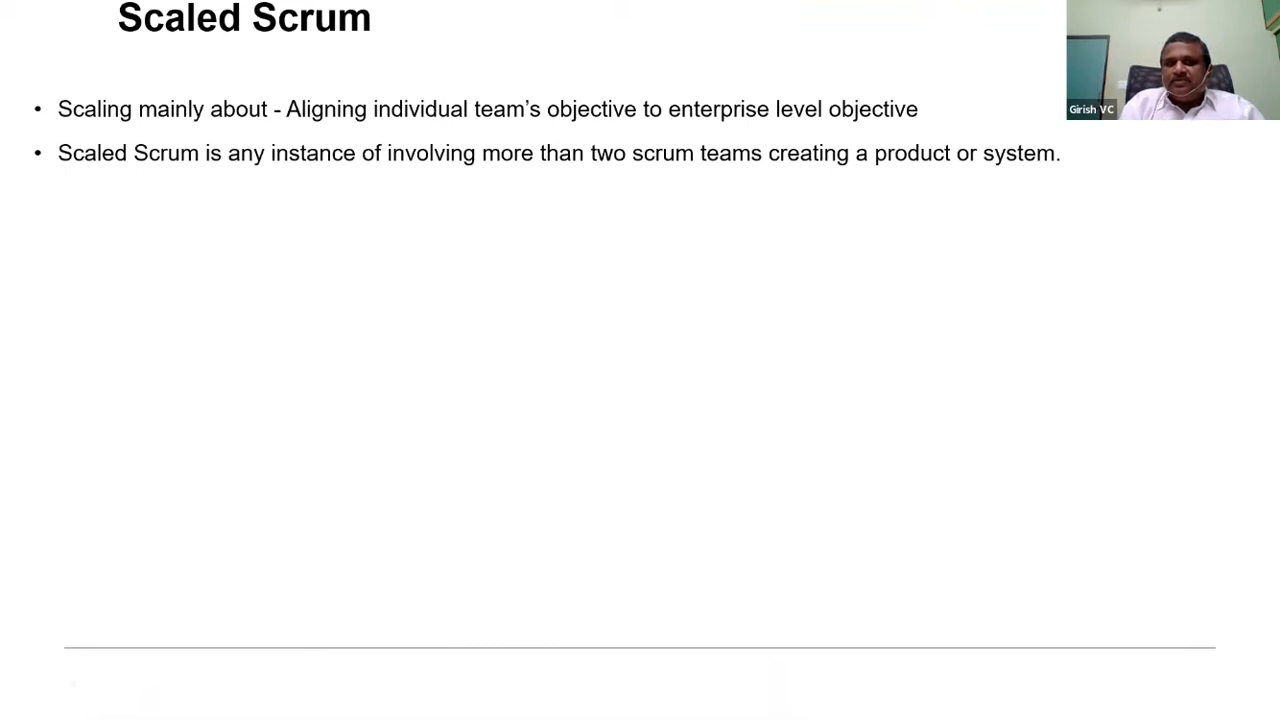 Scaled Scrum
• Scaling mainly about - Aligning individual team's objective to enterprise level objective
• Scaled Scrum is any instance of involving more than two scrum teams creating a product or system.
Girish VC